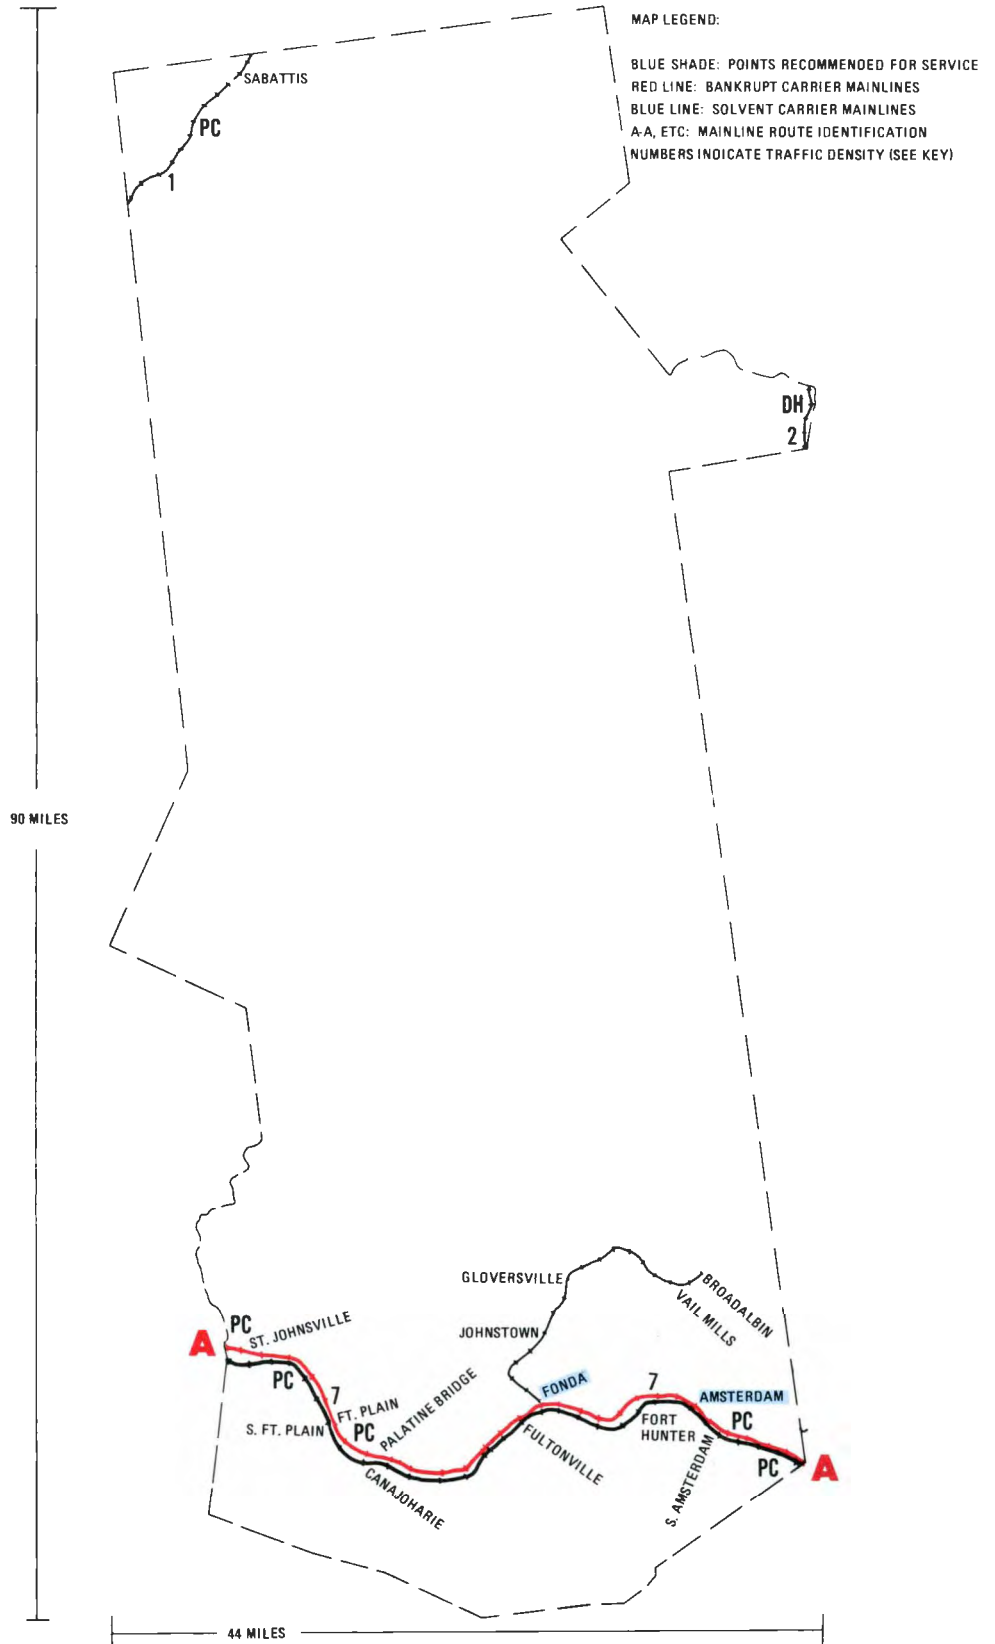 MAP LEGEND:
BLUE SHADE: POINTS RECOMMENDED FOR SERVICE
RED LINE: BANKRUPT CARRIER MAINLINES
BLUE LINE: SOLVENT CARRIER MAINLINES
A-A, ETC: MAINLINE ROUTE IDENTIFICATION
NUMBERS INDICATE TRAFFIC DENSITY (SEE KEY)
SABATTIS
PC
1
DH
2
90 MILES
GLOVERSVILLE
BROADALBIN
VAIL MILLS
JOHNSTOWN
PC
A
ST. JOHNSVILLE
PC
7
FT. PLAIN
S. FT. PLAIN
PC
PALATINE BRIDGE
CANAJOHARIE
FONDA
FULTONVILLE
7
AMSTERDAM
FORT
HUNTER
PC
S. AMSTERDAM
PC
A
44 MILES